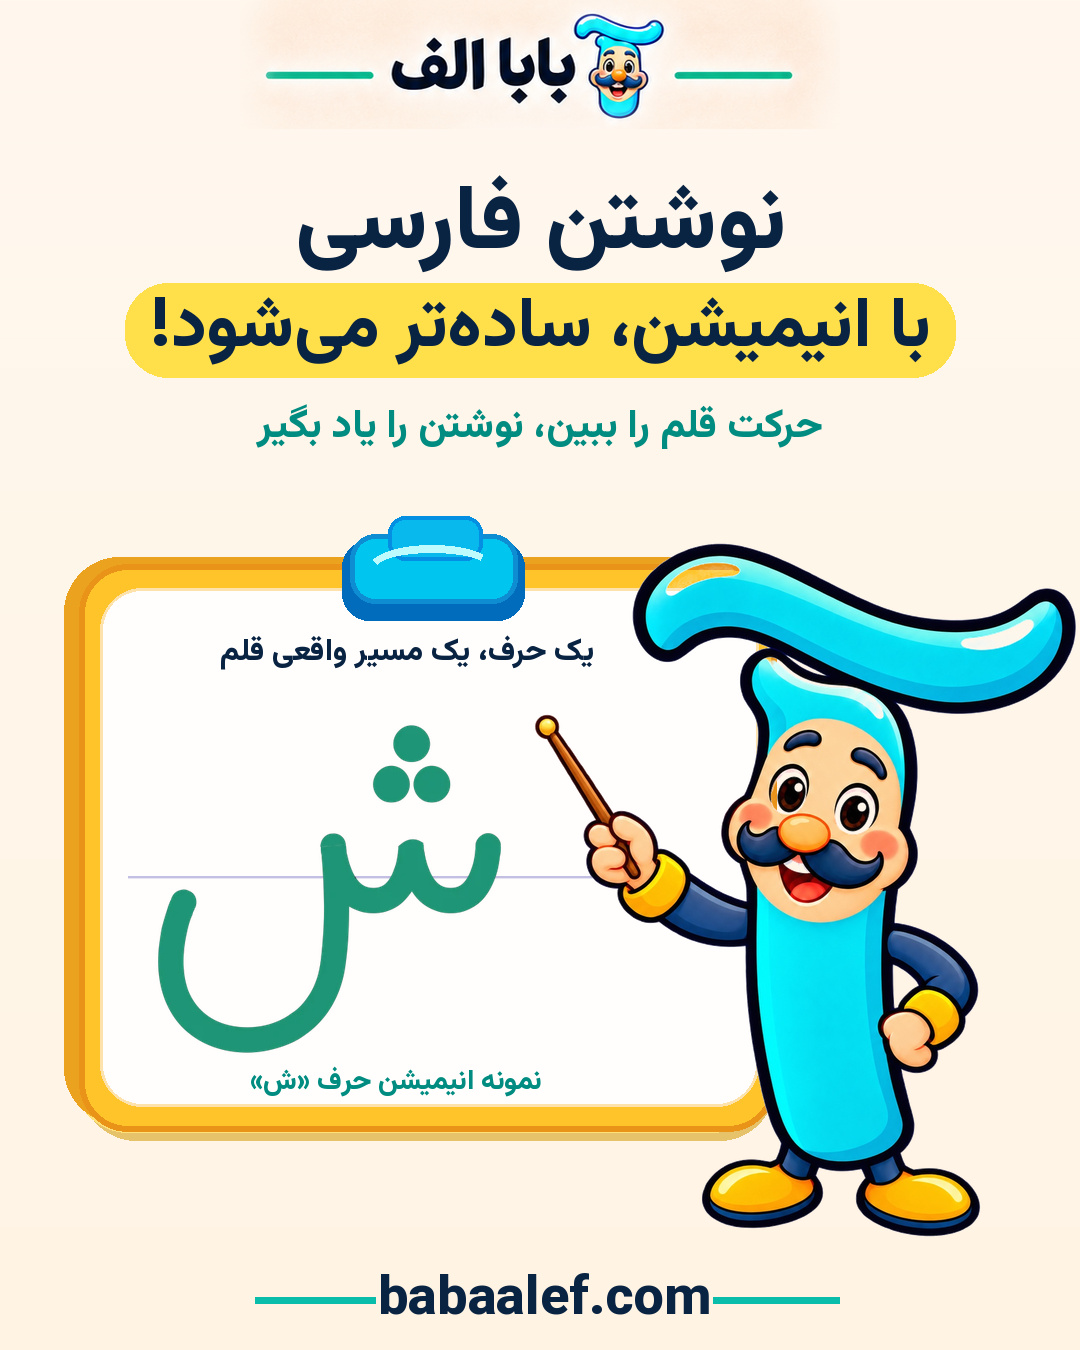 بابا الف
نوشتن فارسی
با انیمیشن، ساده‌تر می‌شود!
حرکت قلم را ببین، نوشتن را یاد بگیر
یک حرف، یک مسیر واقعی قلم
ش
نمونه انیمیشن حرف «ش»
babaalef.com